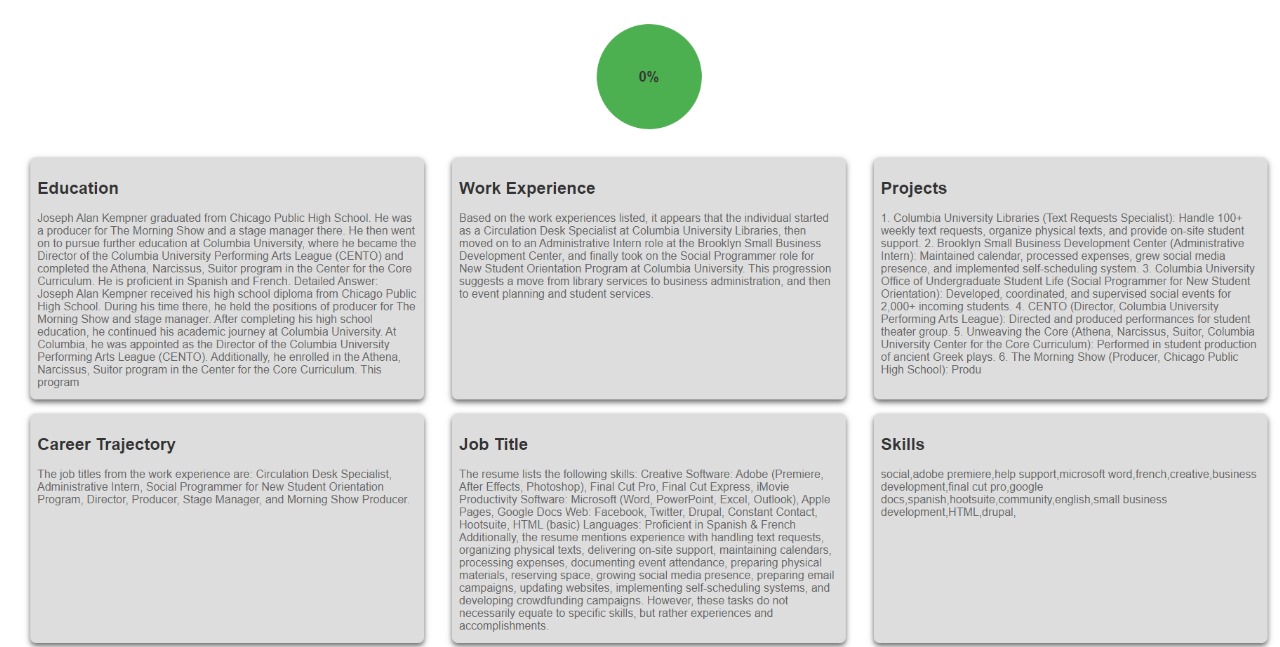 0%
Education
Joseph Alan Kempner graduated from Chicago Public High School. He was
a producer for The Morning Show and a stage manager there. He then went
on to pursue further education at Columbia University, where he became the
Director of the Columbia University Performing Arts League (CENTO) and
completed the Athena, Narcissus, Suitor program in the Center for the Core
Curriculum. He is proficient in Spanish and French. Detailed Answer:
Joseph Alan Kempner received his high school diploma from Chicago Public
High School. During his time there, he held the positions of producer for The
Morning Show and stage manager. After completing his high school
education, he continued his academic journey at Columbia University. At
Columbia, he was appointed as the Director of the Columbia University
Performing Arts League (CENTO). Additionally, he enrolled in the Athena,
Narcissus, Suitor program in the Center for the Core Curriculum. This
program
Work Experience
Based on the work experiences listed, it appears that the individual started
as a Circulation Desk Specialist at Columbia University Libraries, then
moved on to an Administrative Intern role at the Brooklyn Small Business
Development Center, and finally took on the Social Programmer role for
New Student Orientation Program at Columbia University. This progression
suggests a move from library services to business administration, and then
to event planning and student services.
Projects
1. Columbia University Libraries (Text Requests Specialist): Handle 100+
weekly text requests, organize physical texts, and provide on-site student
support. 2. Brooklyn Small Business Development Center (Administrative
Intern): Maintained calendar, processed expenses, grew social media
presence, and implemented self-scheduling system. 3. Columbia University
Office of Undergraduate Student Life (Social Programmer for New Student
Orientation): Developed, coordinated, and supervised social events for
2,000+ incoming students. 4. CENTO (Director, Columbia University
Performing Arts League): Directed and produced performances for student
theater group. 5. Unweaving the Core (Athena, Narcissus, Suitor, Columbia
University Center for the Core Curriculum): Performed in student production
of ancient Greek plays. 6. The Morning Show (Producer, Chicago Public
High School): Produ
Career Trajectory
The job titles from the work experience are: Circulation Desk Specialist,
Administrative Intern, Social Programmer for New Student Orientation
Program, Director, Producer, Stage Manager, and Morning Show Producer.
Job Title
The resume lists the following skills: Creative Software: Adobe (Premiere,
After Effects, Photoshop), Final Cut Pro, Final Cut Express, iMovie
Productivity Software: Microsoft (Word, PowerPoint, Excel, Outlook), Apple
Pages, Google Docs Web: Facebook, Twitter, Drupal, Constant Contact,
Hootsuite, HTML (basic) Languages: Proficient in Spanish & French
Additionally, the resume mentions experience with handling text requests,
organizing physical texts, delivering on-site support, maintaining calendars,
processing expenses, documenting event attendance, preparing physical
materials, reserving space, growing social media presence, preparing email
campaigns, updating websites, implementing self-scheduling systems, and
developing crowdfunding campaigns. However, these tasks do not
necessarily equate to specific skills, but rather experiences and
accomplishments.
Skills
social,adobe premiere,help support,microsoft word,french,creative,business
development,final cut pro,google
docs,spanish,hootsuite,community,english,small business
development,HTML,drupal,